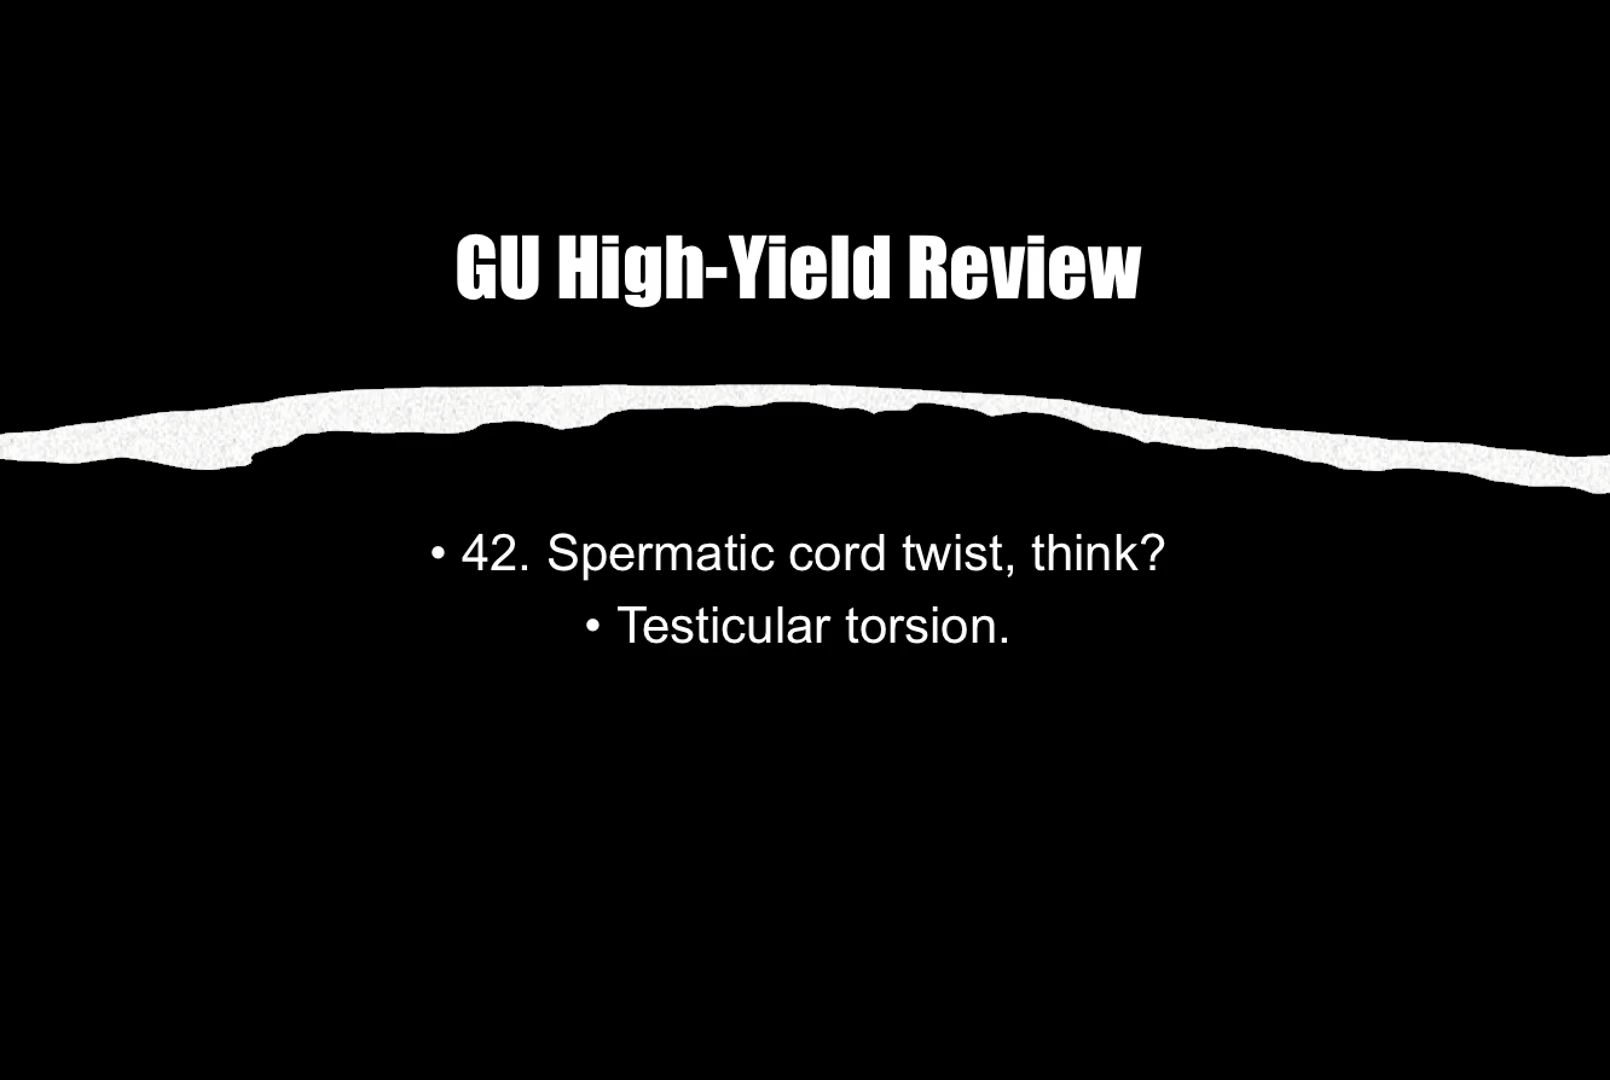 GU High-Yield Review
• 42. Spermatic cord twist, think?
• Testicular torsion.